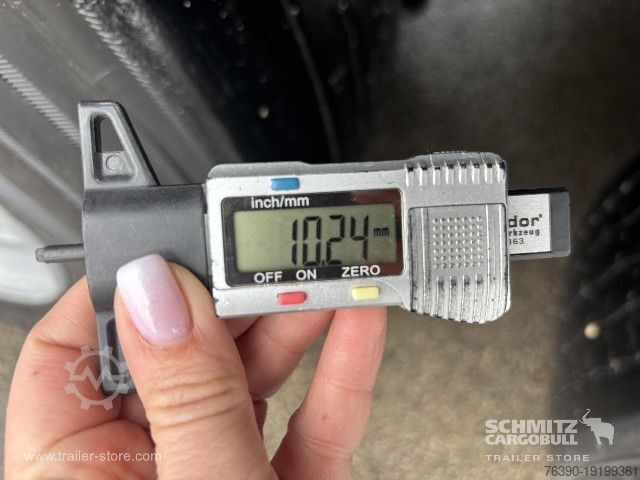 inch/mm
10.24 mm
OFF ON ZERO
dor®
rkzeug
363
SCHMITZ
CARGOBULL
www.trailer-store.com
Trailer - Store
76390-19199361